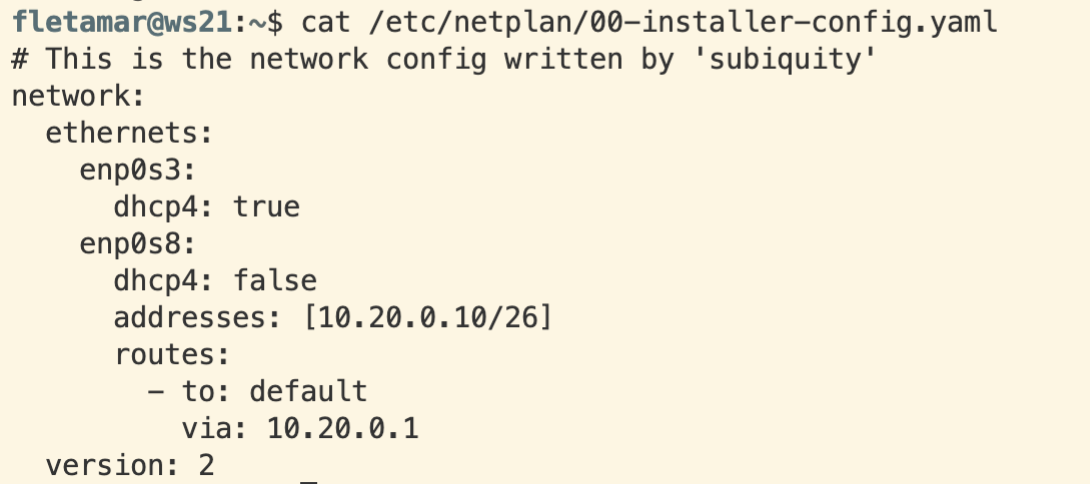 fletamar@ws21:~$ cat /etc/netplan/00-installer-config.yaml
# This is the network config written by 'subiquity'
network:
  ethernets:
    enp0s3:
      dhcp4: true
    enp0s8:
      dhcp4: false
      addresses: [10.20.0.10/26]
      routes:
        - to: default
          via: 10.20.0.1
  version: 2